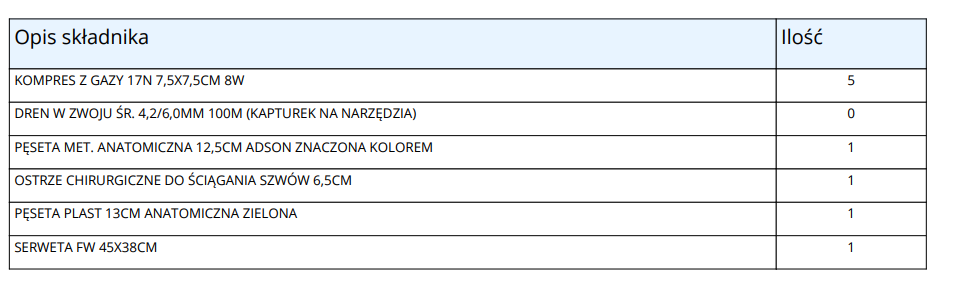 Opis składnika Ilość
KOMPRES Z GAZY 17N 7,5X7,5CM 8W 5
DREN W ZWOJU ŚR. 4,2/6,0MM 100M (KAPTUREK NA NARZĘDZIA) 0
PĘSETA MET. ANATOMICZNA 12,5CM ADSON ZNACZONA KOLOREM 1
OSTRZE CHIRURGICZNE DO ŚCIĄGANIA SZWÓW 6,5CM 1
PĘSETA PLAST 13CM ANATOMICZNA ZIELONA 1
SERWETA FW 45X38CM 1